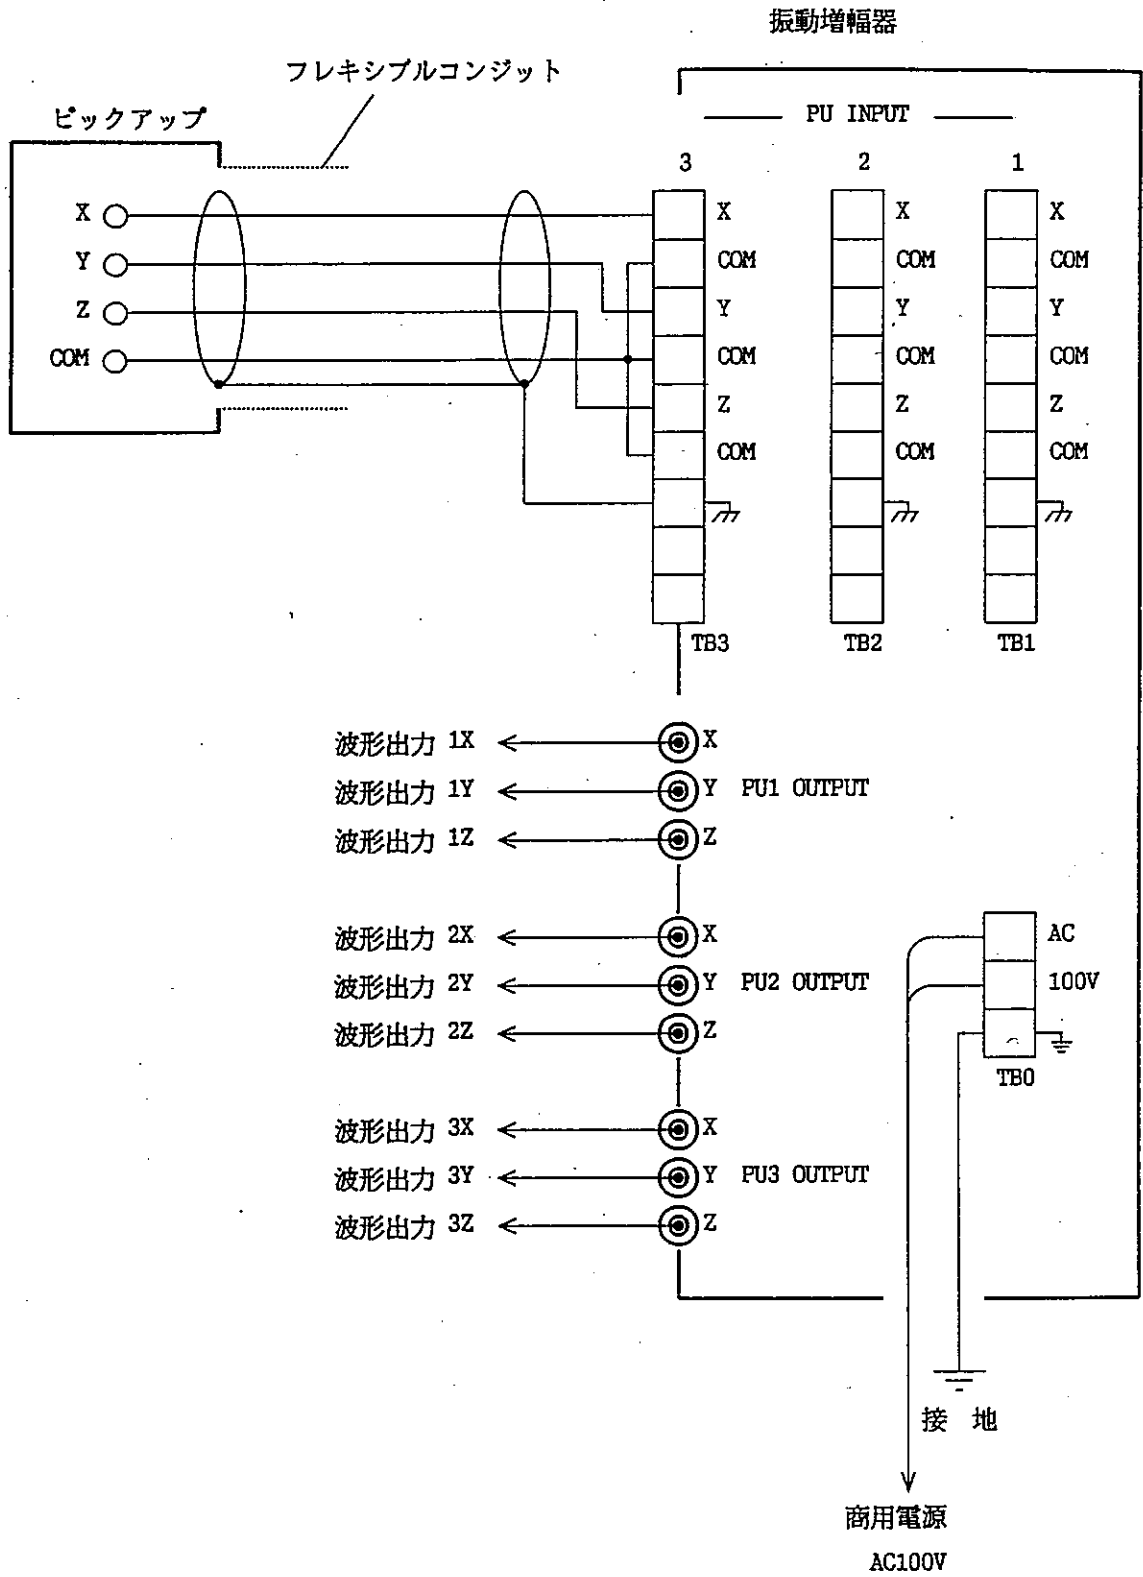 振動増幅器
フレキシブルコンジット
ピックアップ
PU INPUT
3 2 1
X
Y
Z
COM
X
COM
Y
COM
Z
COM
TB3
X
COM
Y
COM
Z
COM
TB2
X
COM
Y
COM
Z
COM
TB1
波形出力 1X X
波形出力 1Y Y PU1 OUTPUT
波形出力 1Z Z
波形出力 2X X
波形出力 2Y Y PU2 OUTPUT
波形出力 2Z Z
波形出力 3X X
波形出力 3Y Y PU3 OUTPUT
波形出力 3Z Z
AC
100V
TB0
接 地
商用電源
AC100V